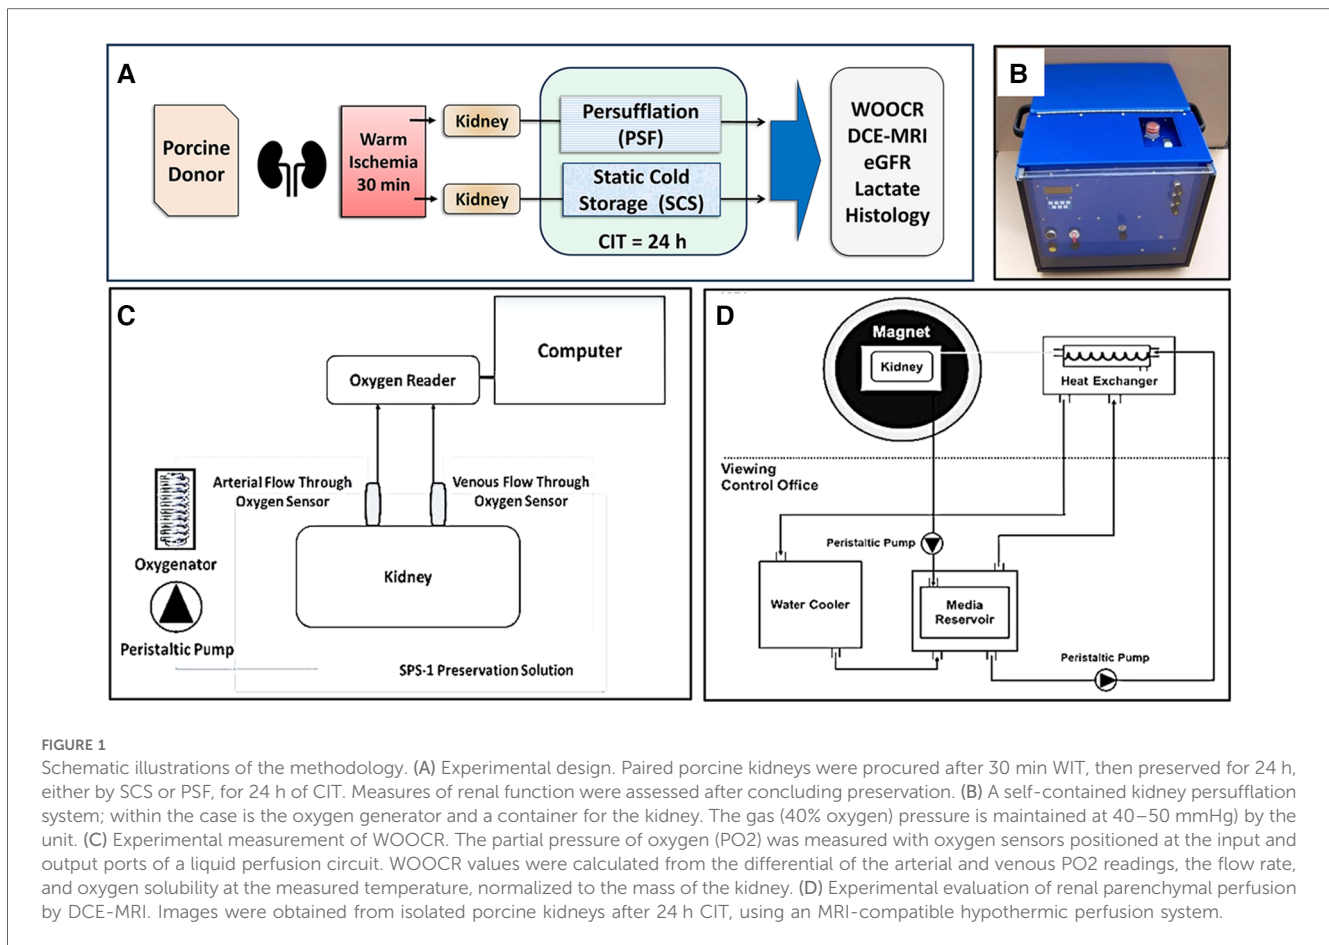 A
Porcine
Donor
Warm
Ischemia
30 min
Kidney
Kidney
Persufflation
(PSF)
Static Cold
Storage (SCS)
CIT = 24 h
WOOCR
DCE-MRI
eGFR
Lactate
Histology
B
C
Computer
Oxygen Reader
Arterial Flow Through
Oxygen Sensor
Venous Flow Through
Oxygen Sensor
Oxygenator
Kidney
Peristaltic Pump
SPS-1 Preservation Solution
D
Magnet
Kidney
Heat Exchanger
Viewing
Control Office
Peristaltic Pump
Water Cooler
Media
Reservoir
Peristaltic Pump
FIGURE 1
Schematic illustrations of the methodology. (A) Experimental design. Paired porcine kidneys were procured after 30 min WIT, then preserved for 24 h,
either by SCS or PSF, for 24 h of CIT. Measures of renal function were assessed after concluding preservation. (B) A self-contained kidney persufflation
system; within the case is the oxygen generator and a container for the kidney. The gas (40% oxygen) pressure is maintained at 40–50 mmHg) by the
unit. (C) Experimental measurement of WOOCR. The partial pressure of oxygen (PO2) was measured with oxygen sensors positioned at the input and
output ports of a liquid perfusion circuit. WOOCR values were calculated from the differential of the arterial and venous PO2 readings, the flow rate,
and oxygen solubility at the measured temperature, normalized to the mass of the kidney. (D) Experimental evaluation of renal parenchymal perfusion
by DCE-MRI. Images were obtained from isolated porcine kidneys after 24 h CIT, using an MRI-compatible hypothermic perfusion system.